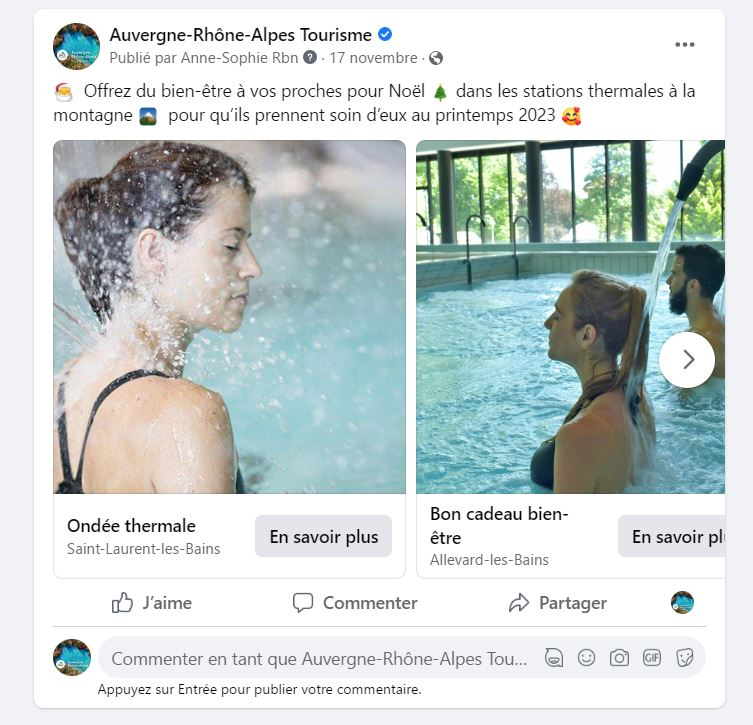 Auvergne-Rhône-Alpes Tourisme
Publié par Anne-Sophie Rbn ? · 17 novembre ·
🎅 Offrez du bien-être à vos proches pour Noël 🎄 dans les stations thermales à la
montagne 🏔 pour qu'ils prennent soin d'eux au printemps 2023 🥰
Ondée thermale
Saint-Laurent-les-Bains
En savoir plus
Bon cadeau bien-
être
Allevard-les-Bains
En savoir pl
J'aime
Commenter
Partager
Commenter en tant que Auvergne-Rhône-Alpes Tou...
GIF
Appuyez sur Entrée pour publier votre commentaire.